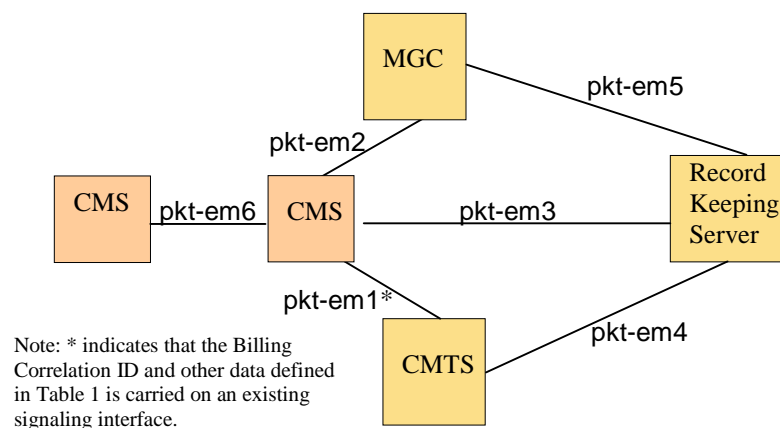 MGC
pkt-em5
pkt-em2
Record
Keeping
Server
CMS
pkt-em6
CMS
pkt-em3
pkt-em1*
pkt-em4
CMTS
Note: * indicates that the Billing
Correlation ID and other data defined
in Table 1 is carried on an existing
signaling interface.